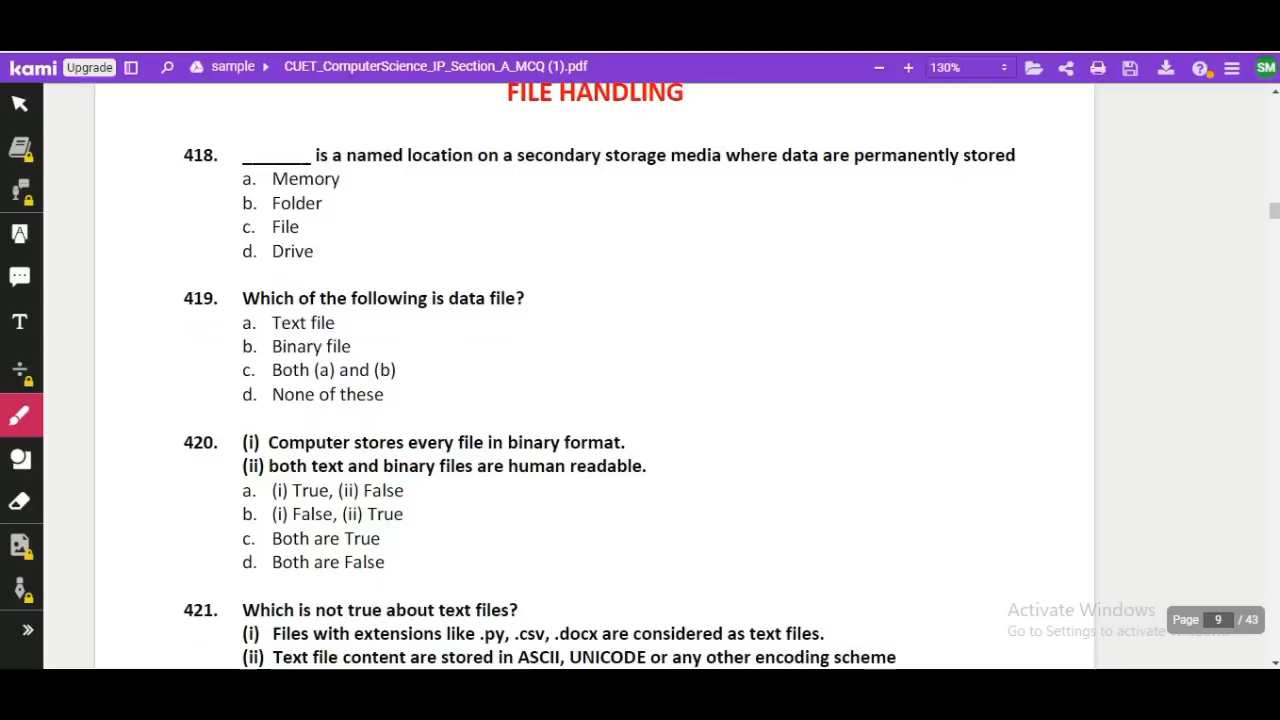 kami Upgrade sample CUET_ComputerScience_IP_Section_A_MCQ (1).pdf 130% SM
FILE HANDLING
418. _______ is a named location on a secondary storage media where data are permanently stored
a. Memory
b. Folder
c. File
d. Drive
419. Which of the following is data file?
a. Text file
b. Binary file
c. Both (a) and (b)
d. None of these
420. (i) Computer stores every file in binary format.
(ii) both text and binary files are human readable.
a. (i) True, (ii) False
b. (i) False, (ii) True
c. Both are True
d. Both are False
421. Which is not true about text files?
(i) Files with extensions like .py, .csv, .docx are considered as text files.
(ii) Text file content are stored in ASCII, UNICODE or any other encoding scheme
Activate Windows
Go to Settings to activate
Page 9 / 43